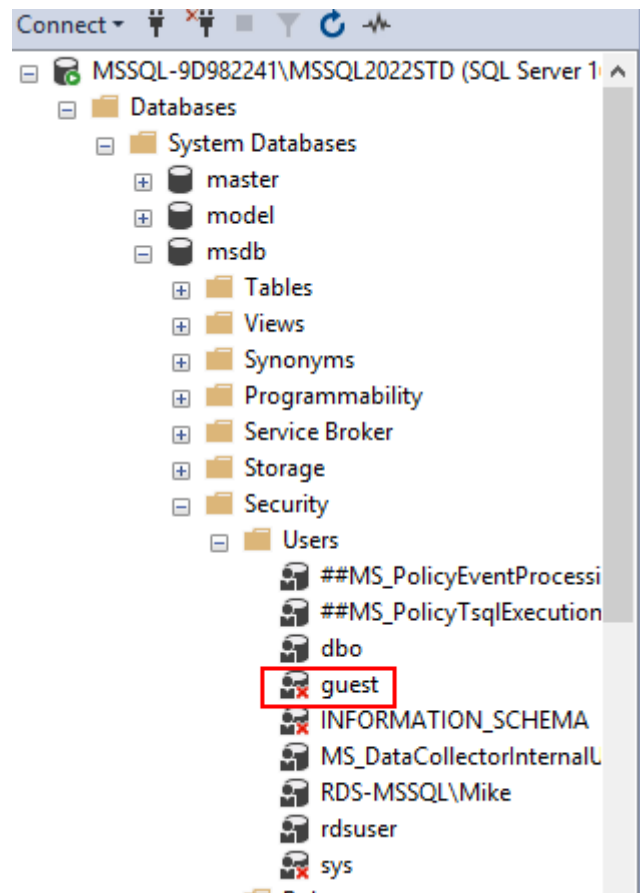 Connect
MSSQL-9D982241\MSSQL2022STD (SQL Server 1
Databases
System Databases
master
model
msdb
Tables
Views
Synonyms
Programmability
Service Broker
Storage
Security
Users
##MS_PolicyEventProcessi
##MS_PolicyTsqlExecution
dbo
guest
INFORMATION_SCHEMA
MS_DataCollectorInternalU
RDS-MSSQL\Mike
rdsuser
sys